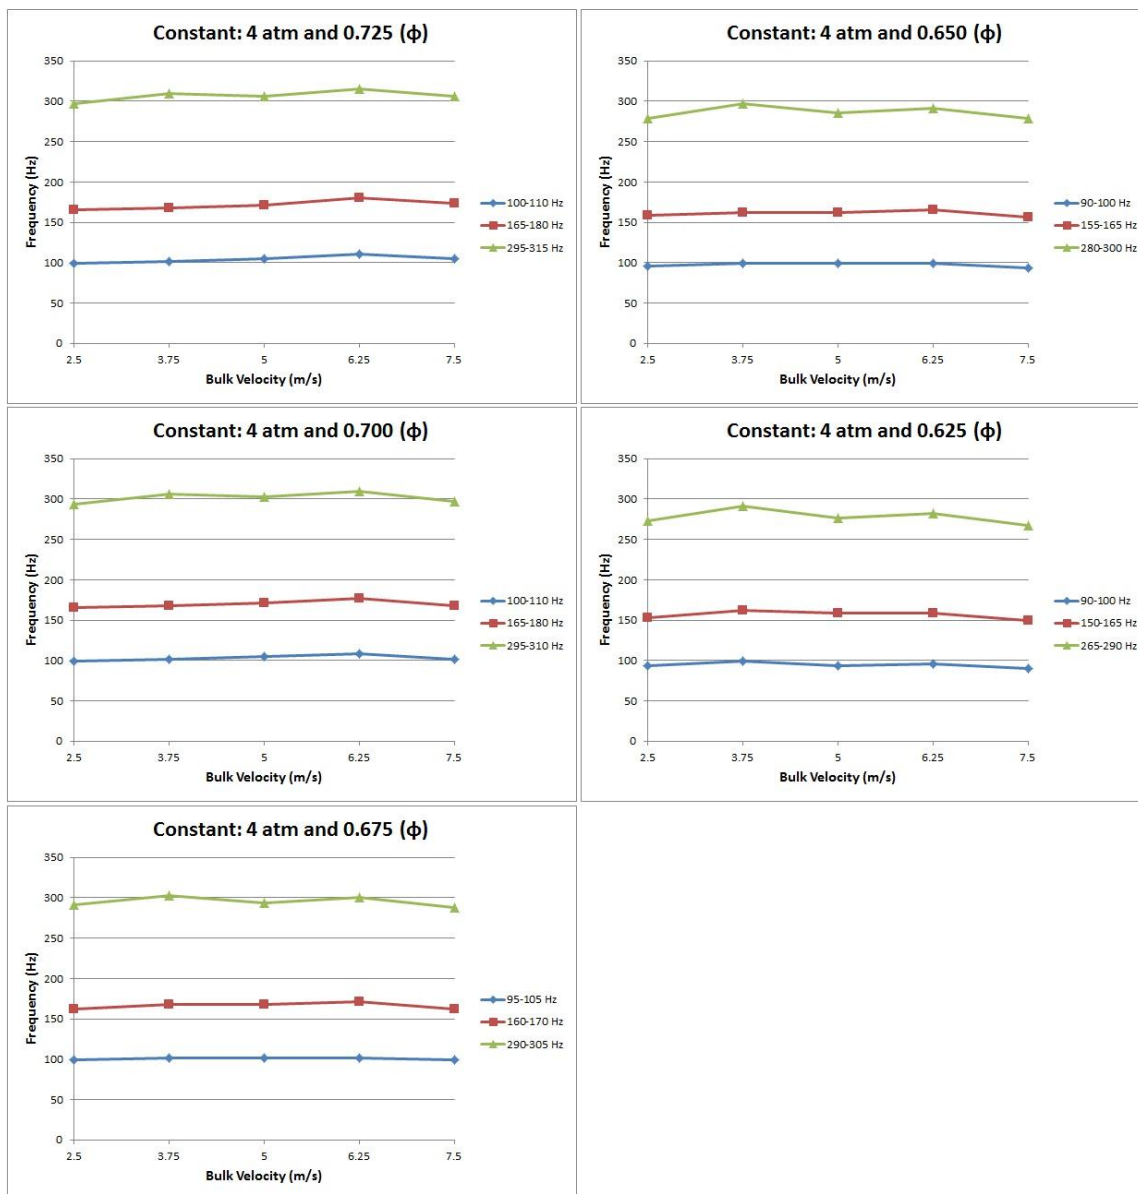 Constant: 4 atm and 0.725 (ϕ)
350
300
250
200
150
100
50
0
Frequency (Hz)
2.5 3.75 5 6.25 7.5
Bulk Velocity (m/s)
100-110 Hz
165-180 Hz
295-315 Hz
Constant: 4 atm and 0.650 (ϕ)
350
300
250
200
150
100
50
0
Frequency (Hz)
2.5 3.75 5 6.25 7.5
Bulk Velocity (m/s)
90-100 Hz
155-165 Hz
280-300 Hz
Constant: 4 atm and 0.700 (ϕ)
350
300
250
200
150
100
50
0
Frequency (Hz)
2.5 3.75 5 6.25 7.5
Bulk Velocity (m/s)
100-110 Hz
165-180 Hz
295-310 Hz
Constant: 4 atm and 0.625 (ϕ)
350
300
250
200
150
100
50
0
Frequency (Hz)
2.5 3.75 5 6.25 7.5
Bulk Velocity (m/s)
90-100 Hz
150-165 Hz
265-290 Hz
Constant: 4 atm and 0.675 (ϕ)
350
300
250
200
150
100
50
0
Frequency (Hz)
2.5 3.75 5 6.25 7.5
Bulk Velocity (m/s)
95-105 Hz
160-170 Hz
290-305 Hz